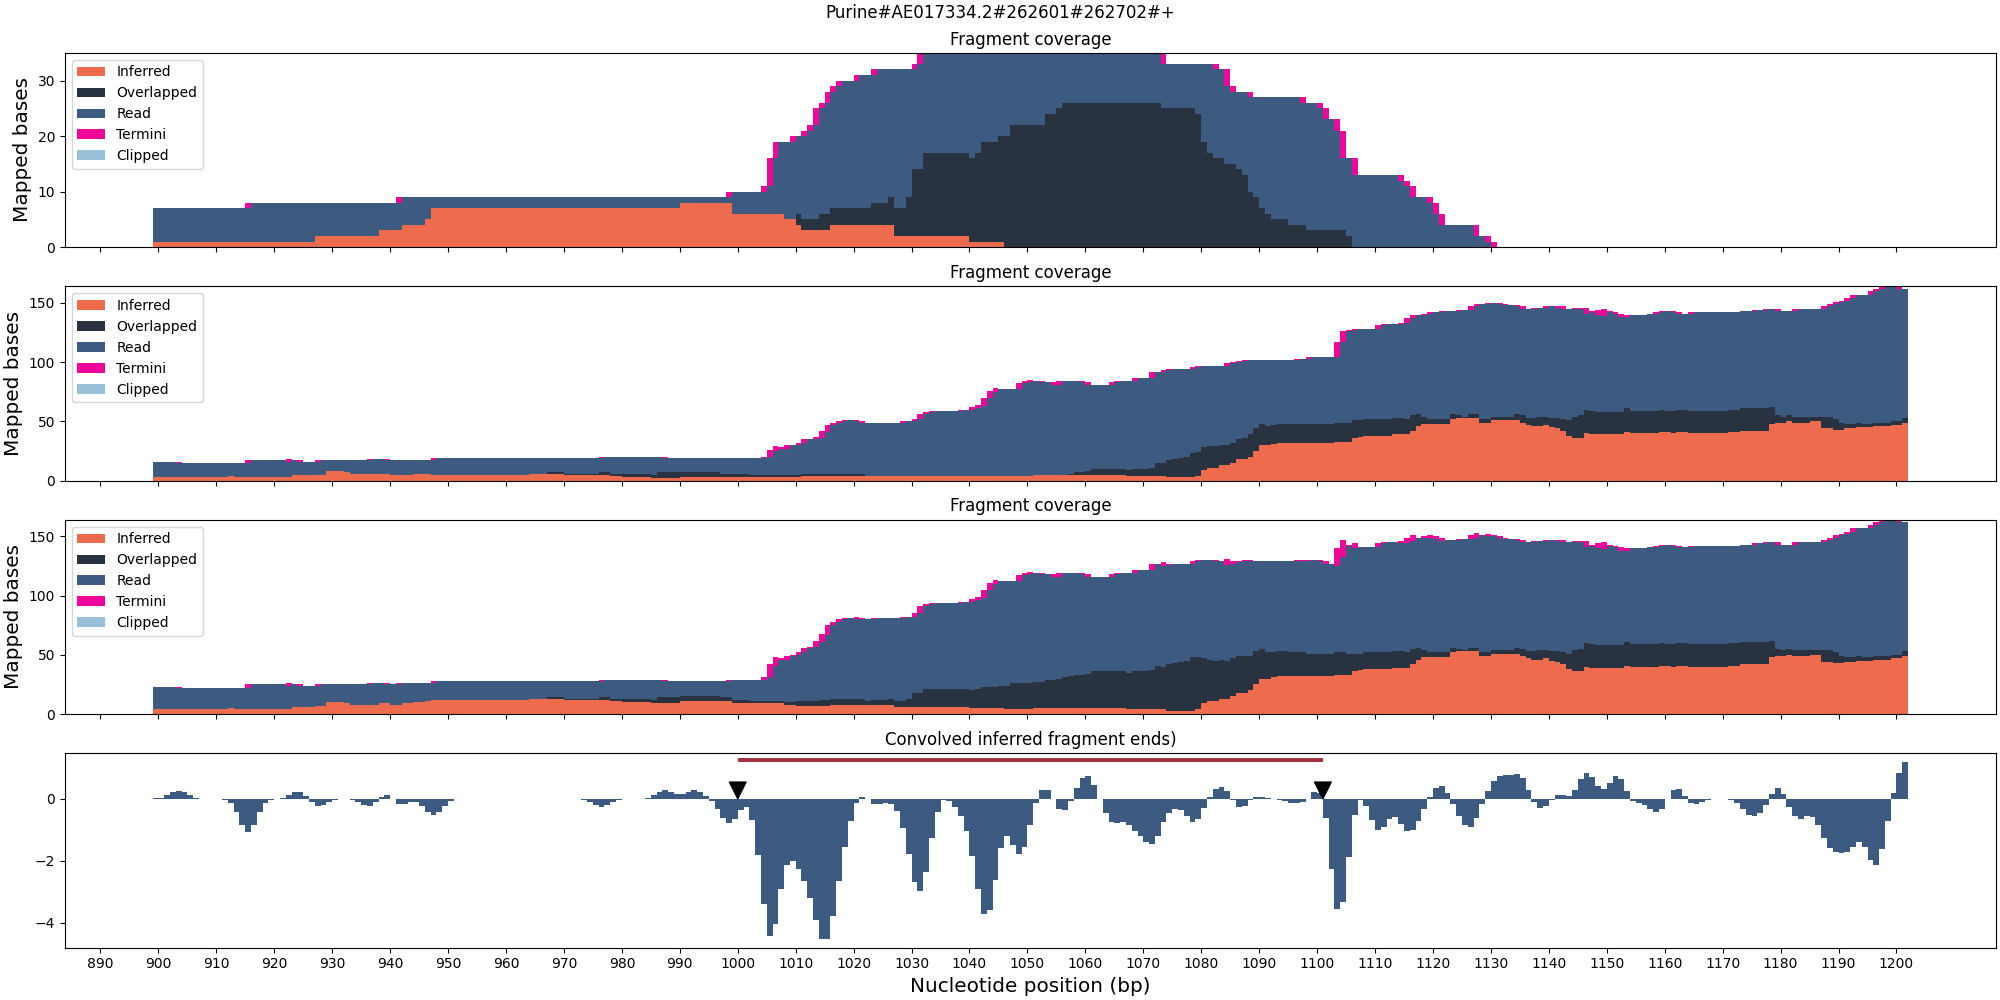 Purine#AE017334.2#262601#262702#+
Fragment coverage
Mapped bases
30
20
10
0
Inferred
Overlapped
Read
Termini
Clipped
Fragment coverage
Mapped bases
150
100
50
0
Inferred
Overlapped
Read
Termini
Clipped
Fragment coverage
Mapped bases
150
100
50
0
Inferred
Overlapped
Read
Termini
Clipped
Convolved inferred fragment ends)
0
−2
−4
890 900 910 920 930 940 950 960 970 980 990 1000 1010 1020 1030 1040 1050 1060 1070 1080 1090 1100 1110 1120 1130 1140 1150 1160 1170 1180 1190 1200
Nucleotide position (bp)